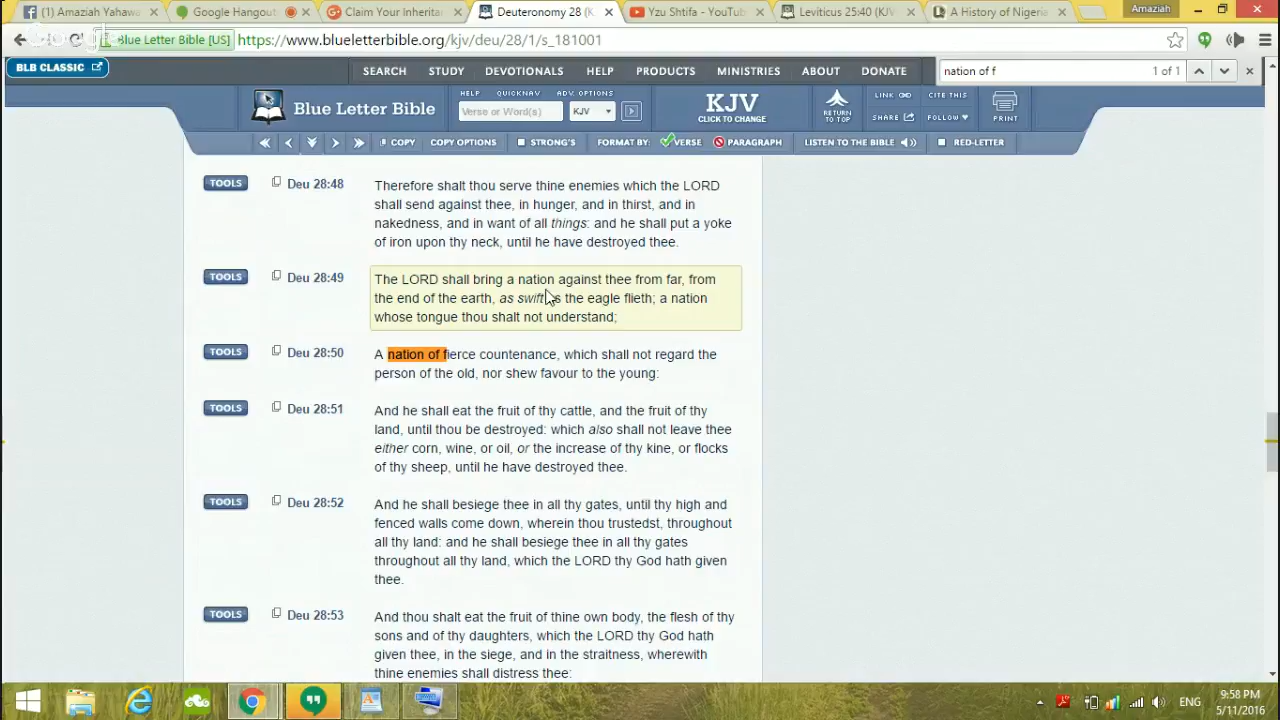 (1) Amaziah Yahawa
Google Hangout
Claim Your Inherita
Deuteronomy 28 (K
Yzu Shtifa - YouTub
Leviticus 25:40 (KJV
A History of Nigeria
Amaziah
Google
Blue Letter Bible [US]
https://www.blueletterbible.org/kjv/deu/28/1/s_181001
BLB CLASSIC
SEARCH STUDY DEVOTIONALS HELP PRODUCTS MINISTRIES ABOUT DONATE
nation of f 1 of 1
Blue Letter Bible
HELP QUICKNAV ADV. OPTIONS
Verse or Word(s) KJV
KJV
CLICK TO CHANGE
RETURN
TO TOP
LINK CITE THIS
SHARE FOLLOW
PRINT
COPY COPY OPTIONS STRONG'S FORMAT BY: VERSE PARAGRAPH LISTEN TO THE BIBLE RED-LETTER
TOOLS Deu 28:48 Therefore shalt thou serve thine enemies which the LORD
shall send against thee, in hunger, and in thirst, and in
nakedness, and in want of all things: and he shall put a yoke
of iron upon thy neck, until he have destroyed thee.
TOOLS Deu 28:49 The LORD shall bring a nation against thee from far, from
the end of the earth, as swift as the eagle flieth; a nation
whose tongue thou shalt not understand;
TOOLS Deu 28:50 A nation of fierce countenance, which shall not regard the
person of the old, nor shew favour to the young:
TOOLS Deu 28:51 And he shall eat the fruit of thy cattle, and the fruit of thy
land, until thou be destroyed: which also shall not leave thee
either corn, wine, or oil, or the increase of thy kine, or flocks
of thy sheep, until he have destroyed thee.
TOOLS Deu 28:52 And he shall besiege thee in all thy gates, until thy high and
fenced walls come down, wherein thou trustedst, throughout
all thy land: and he shall besiege thee in all thy gates
throughout all thy land, which the LORD thy God hath given
thee.
TOOLS Deu 28:53 And thou shalt eat the fruit of thine own body, the flesh of thy
sons and of thy daughters, which the LORD thy God hath
given thee, in the siege, and in the straitness, wherewith
thine enemies shall distress thee:
ENG
9:58 PM
5/11/2016